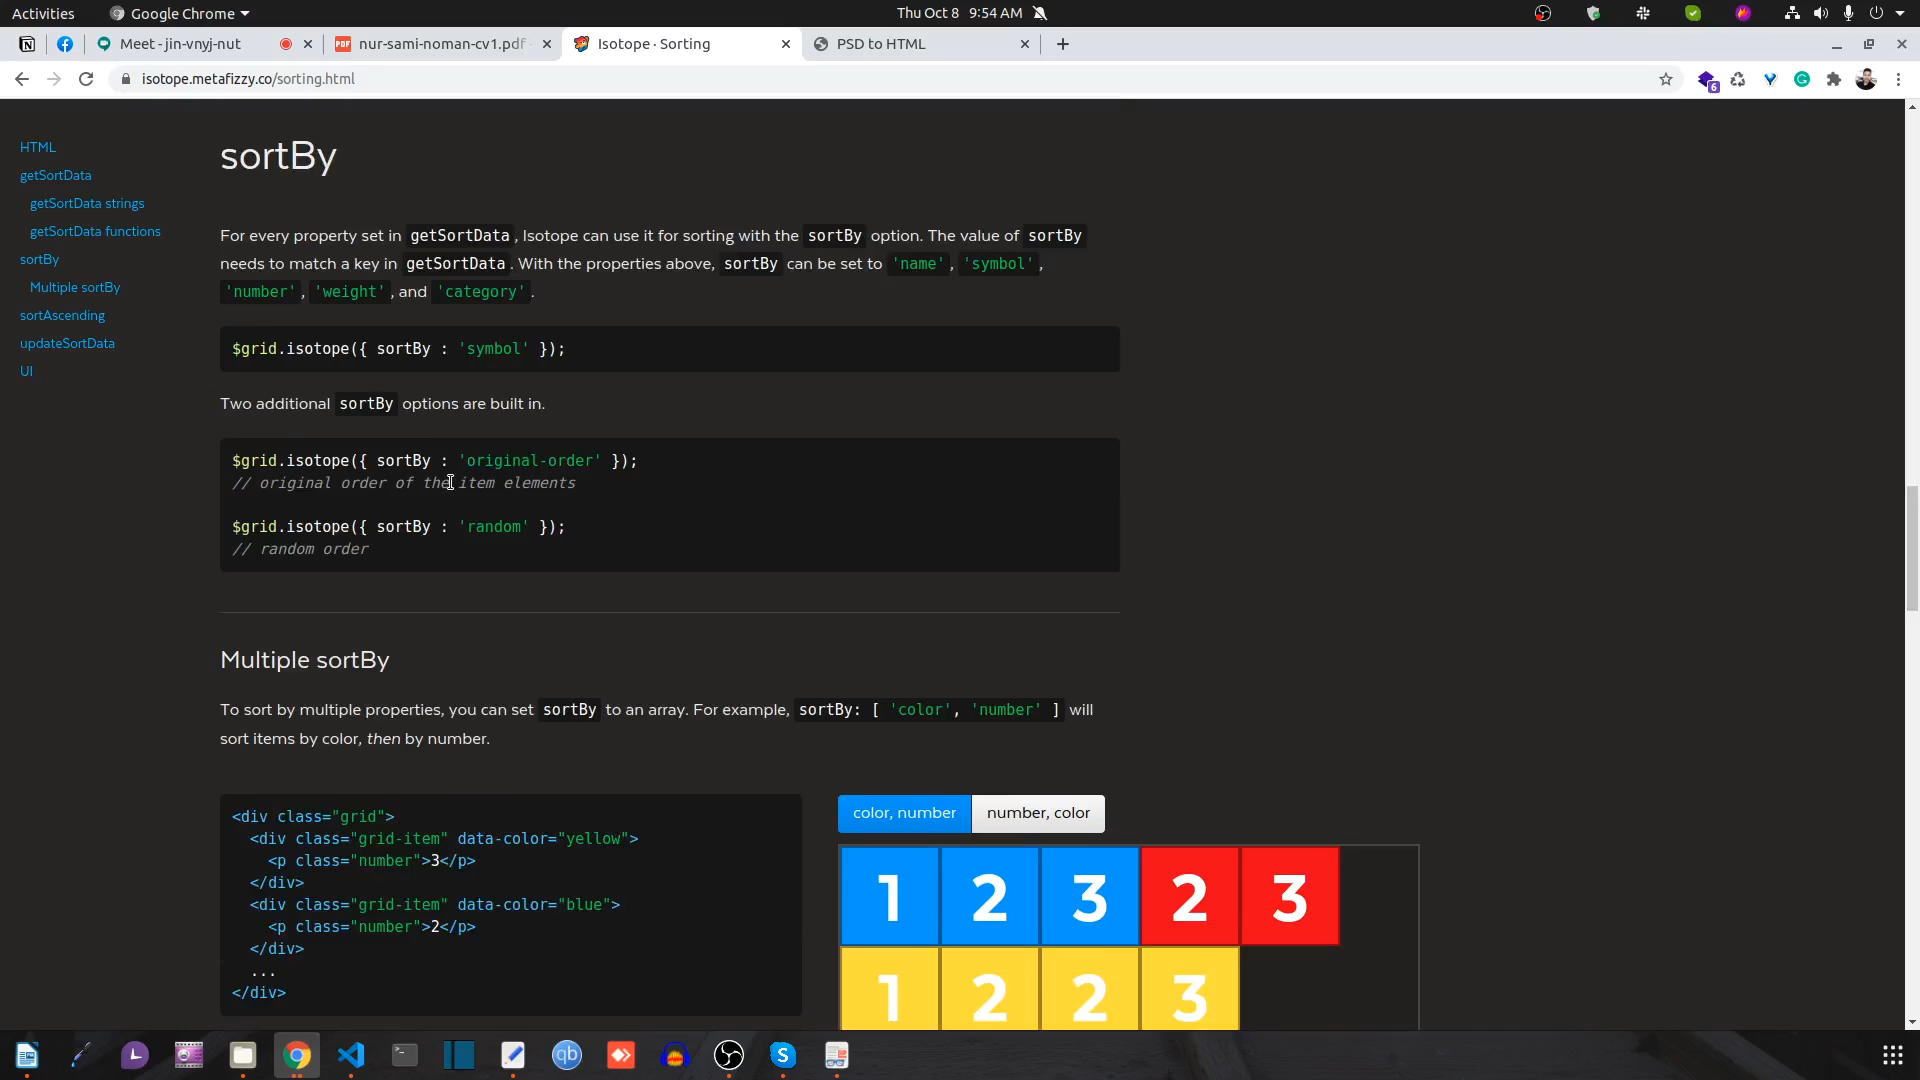 Activities
Google Chrome
Thu Oct 8 9:54 AM
Meet - jin-vnyj-nut
PDF nur-sami-noman-cv1.pdf
Isotope · Sorting
PSD to HTML
isotope.metafizzy.co/sorting.html
6
HTML
getSortData
getSortData strings
getSortData functions
sortBy
Multiple sortBy
sortAscending
updateSortData
UI
sortBy
For every property set in getSortData, Isotope can use it for sorting with the sortBy option. The value of sortBy
needs to match a key in getSortData. With the properties above, sortBy can be set to 'name', 'symbol',
'number', 'weight', and 'category'.
$grid.isotope({ sortBy : 'symbol' });
Two additional sortBy options are built in.
$grid.isotope({ sortBy : 'original-order' });
// original order of the item elements
$grid.isotope({ sortBy : 'random' });
// random order
Multiple sortBy
To sort by multiple properties, you can set sortBy to an array. For example, sortBy: [ 'color', 'number' ] will
sort items by color, then by number.
<div class="grid">
<div class="grid-item" data-color="yellow">
<p class="number">3</p>
</div>
<div class="grid-item" data-color="blue">
<p class="number">2</p>
</div>
...
</div>
color, number
number, color
1 2 3 2 3
1 2 2 3
qb